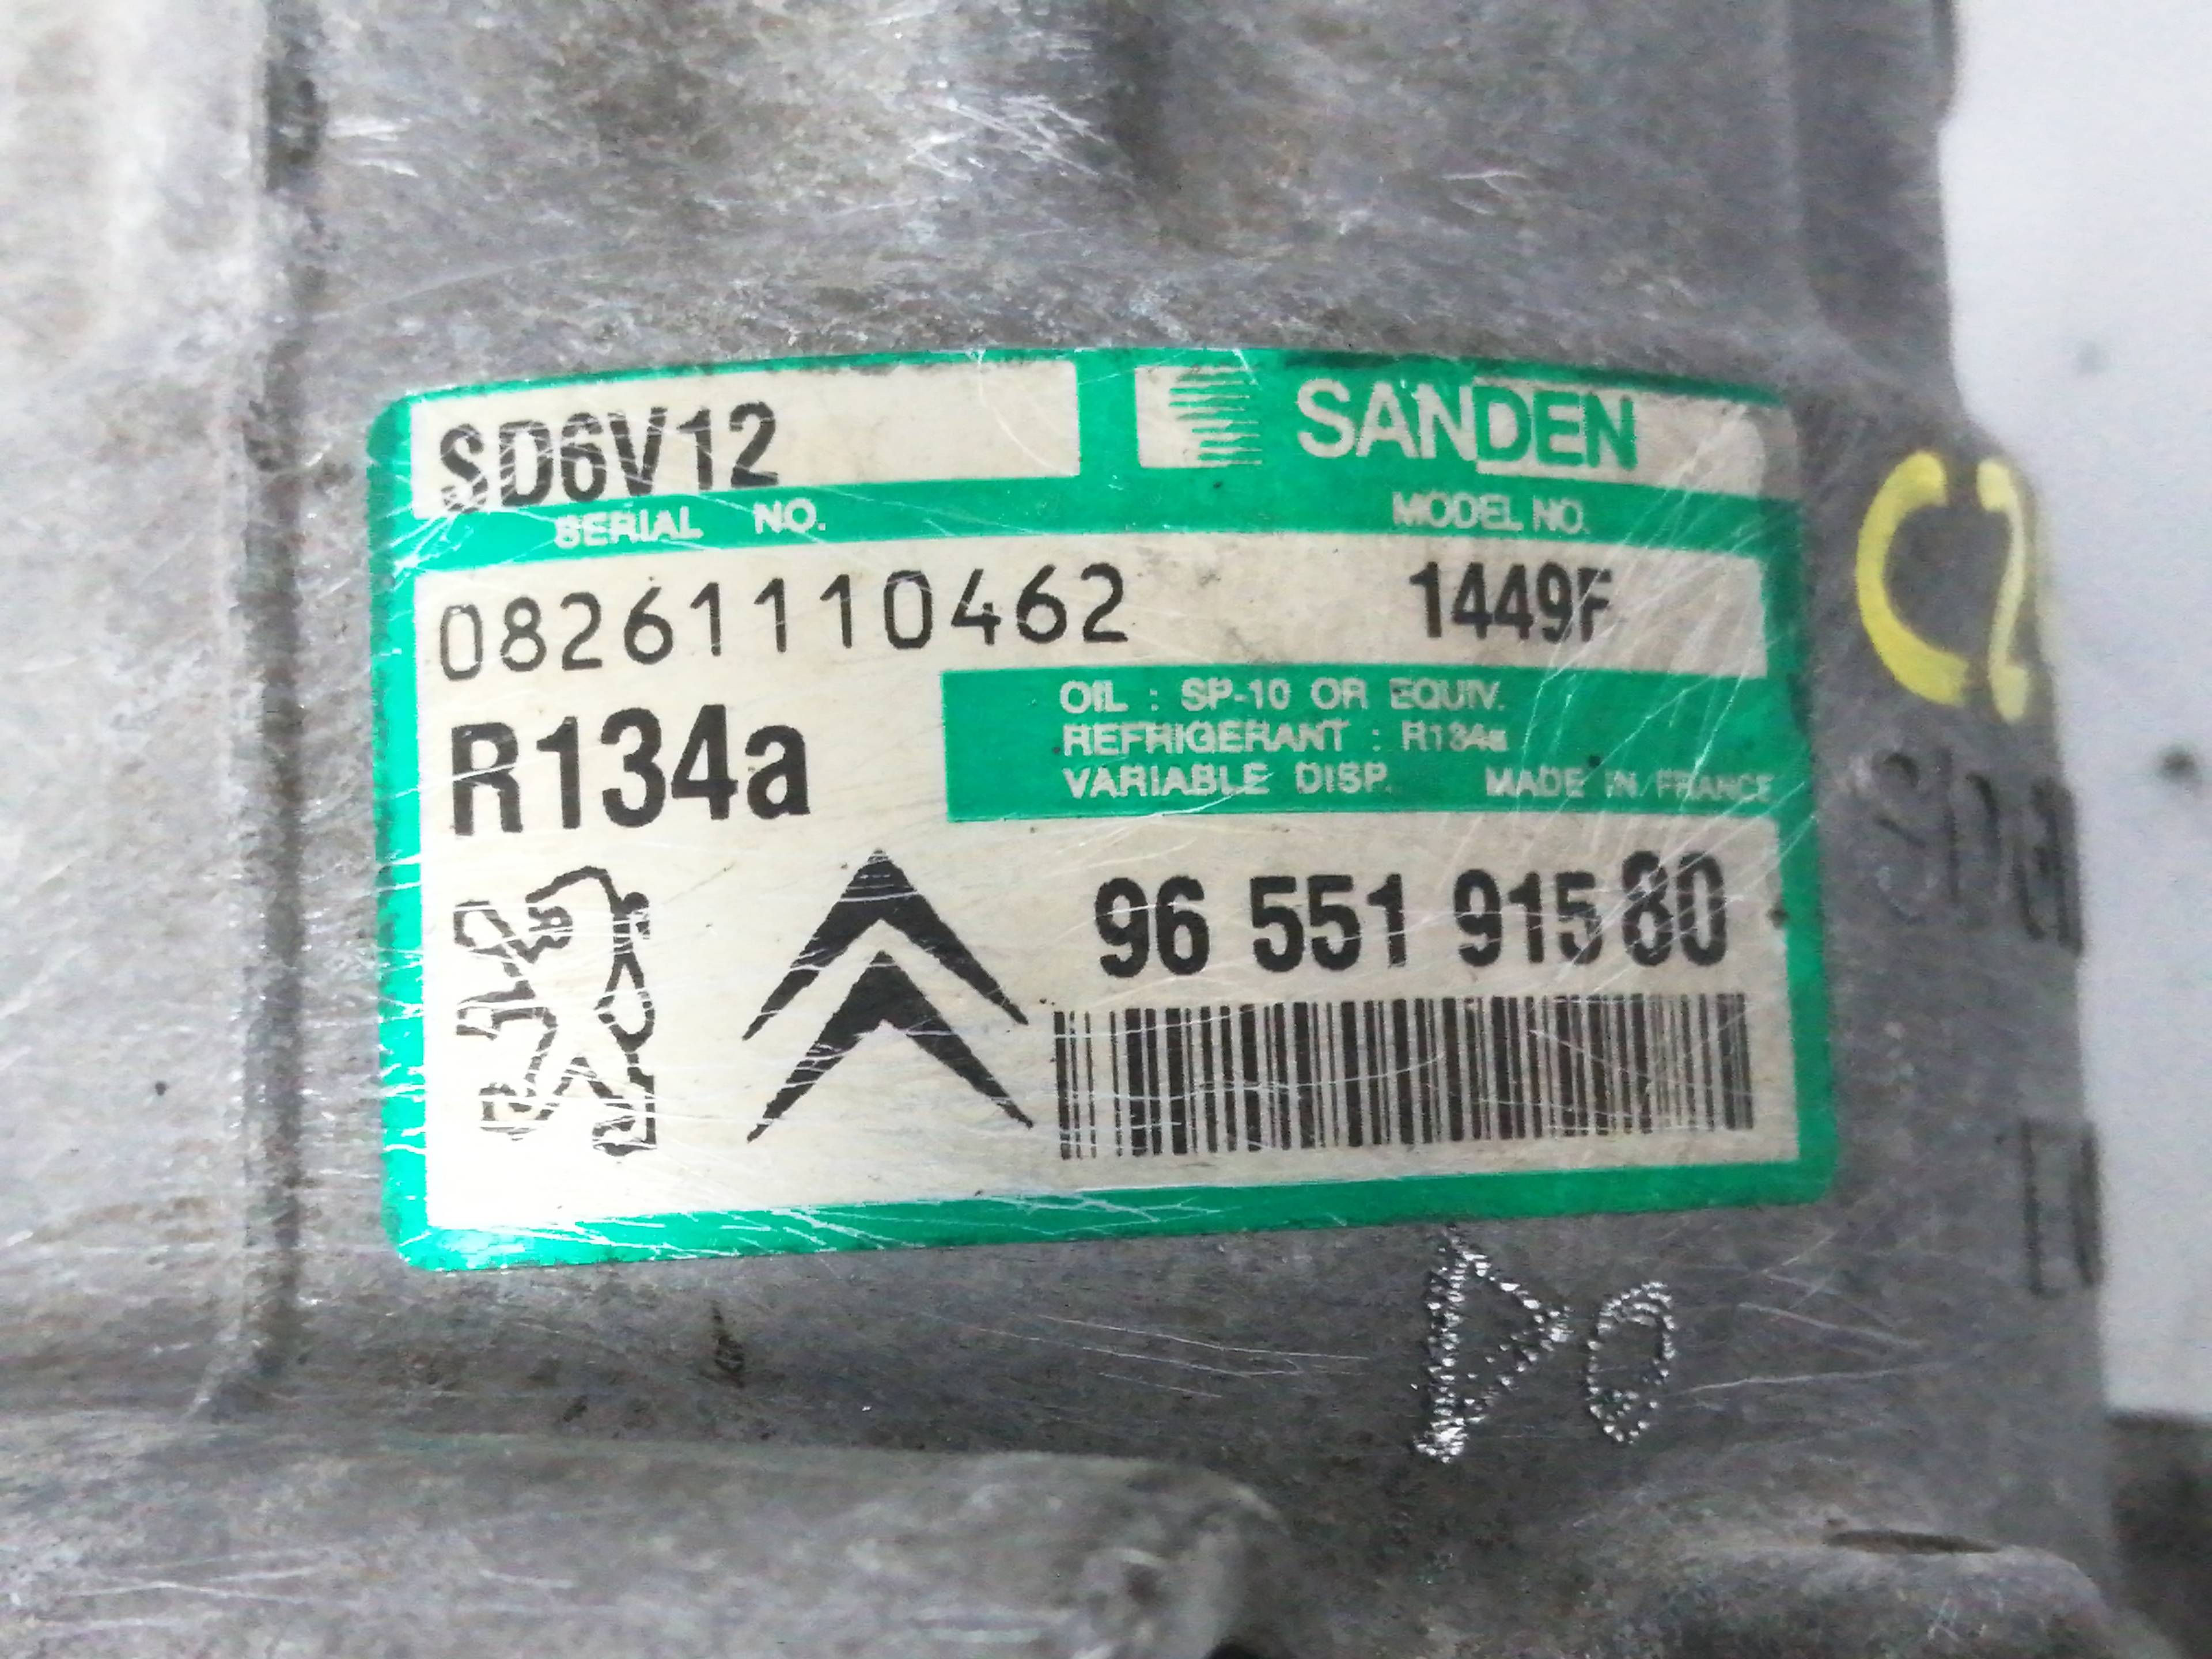 SD6V12
SANDEN
SERIAL NO.
MODEL NO.
08261110462
1449F
R134a
OIL : SP-10 OR EQUIV.
REFRIGERANT : R134a
VARIABLE DISP. MADE IN FRANCE
96 551 915 80